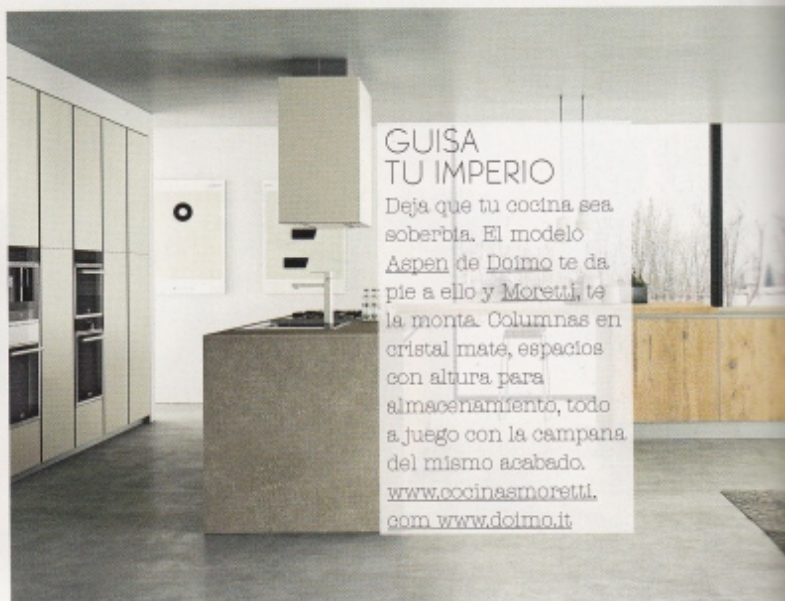 GUISA
TU IMPERIO
Deja que tu cocina sea
soberbia. El modelo
Aspen de Doimo te da
pie a ello y Moretti, te
la monta. Columnas en
cristal mate, espacios
con altura para
almacenamiento, todo
a juego con la campana
del mismo acabado.
www.cocinasmoretti.
com www.doimo.it